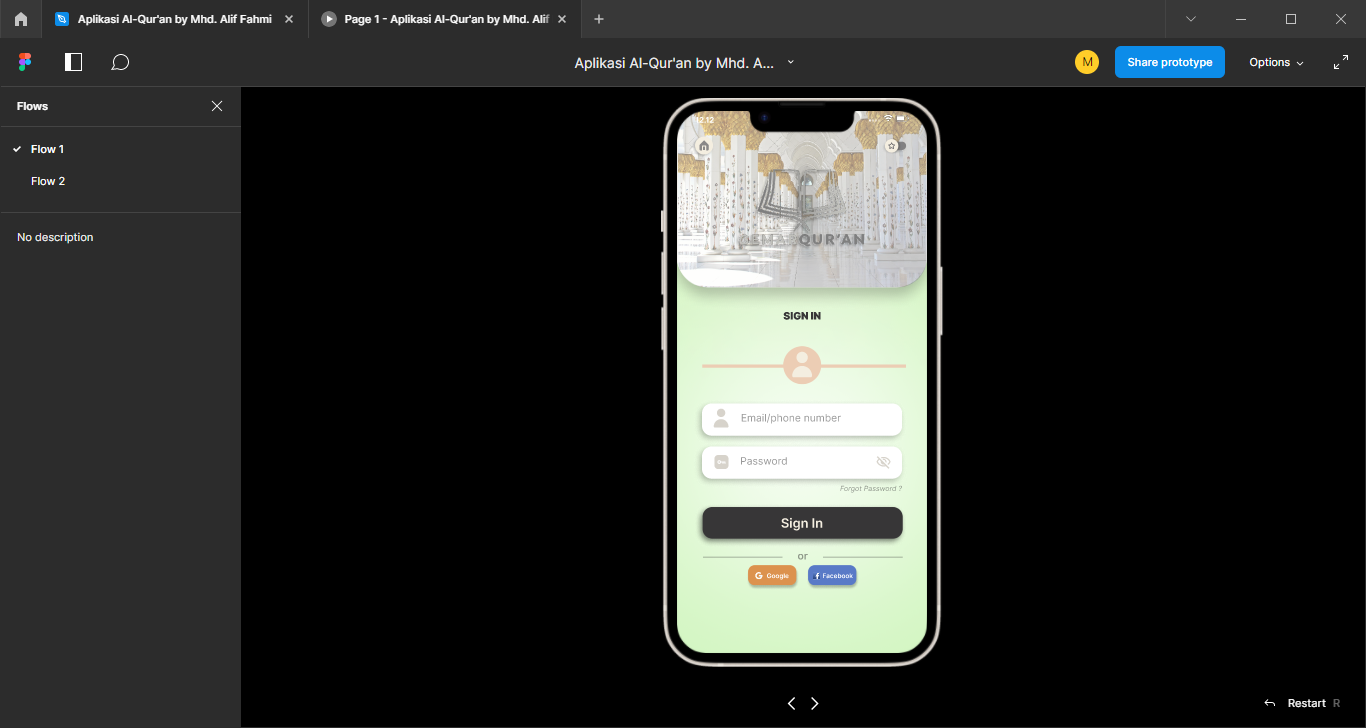 Aplikasi Al-Qur'an by Mhd. Alif Fahmi
Page 1 - Aplikasi Al-Qur'an by Mhd. Alif
Aplikasi Al-Qur'an by Mhd. A...
M
Share prototype
Options
Flows
Flow 1
Flow 2
No description
12.12
QUR'AN
SIGN IN
Email/phone number
Password
Forgot Password ?
Sign In
or
Google
Facebook
Restart R